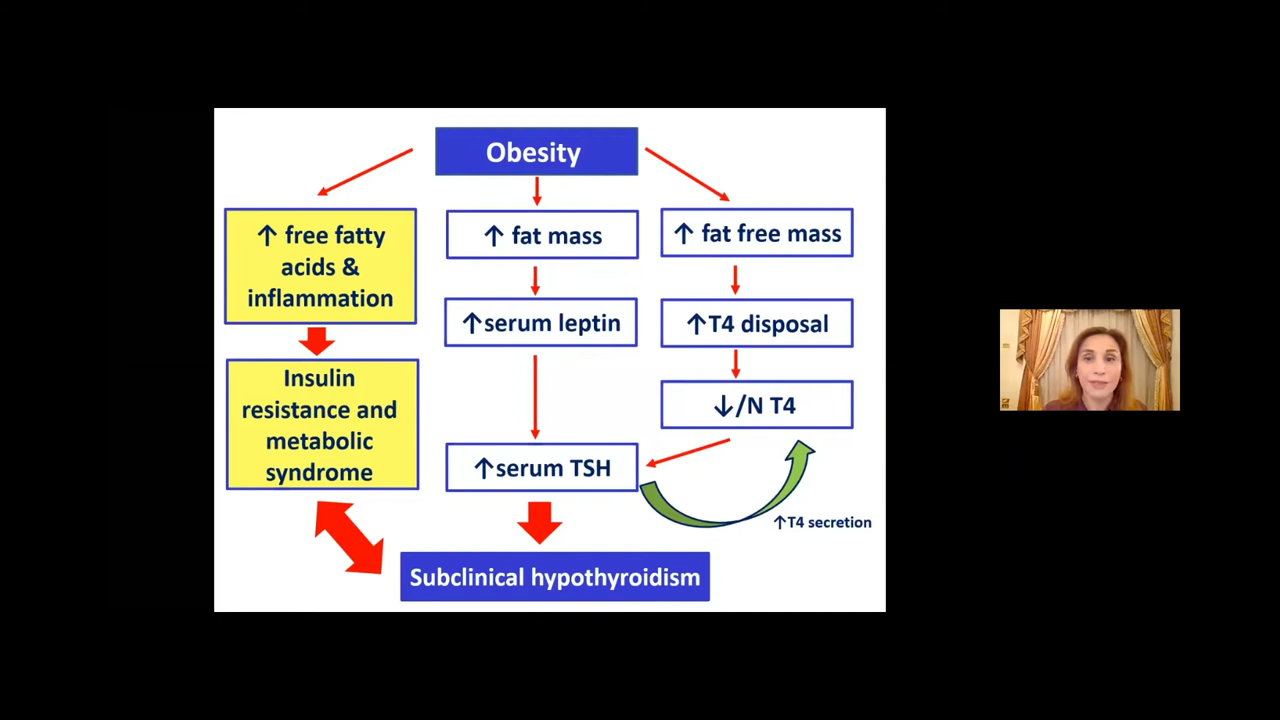 Obesity
↑ free fatty
acids &
inflammation
↑ fat mass
↑ fat free mass
↑serum leptin
↑T4 disposal
Insulin
resistance and
metabolic
syndrome
↓/N T4
↑serum TSH
↑T4 secretion
Subclinical hypothyroidism